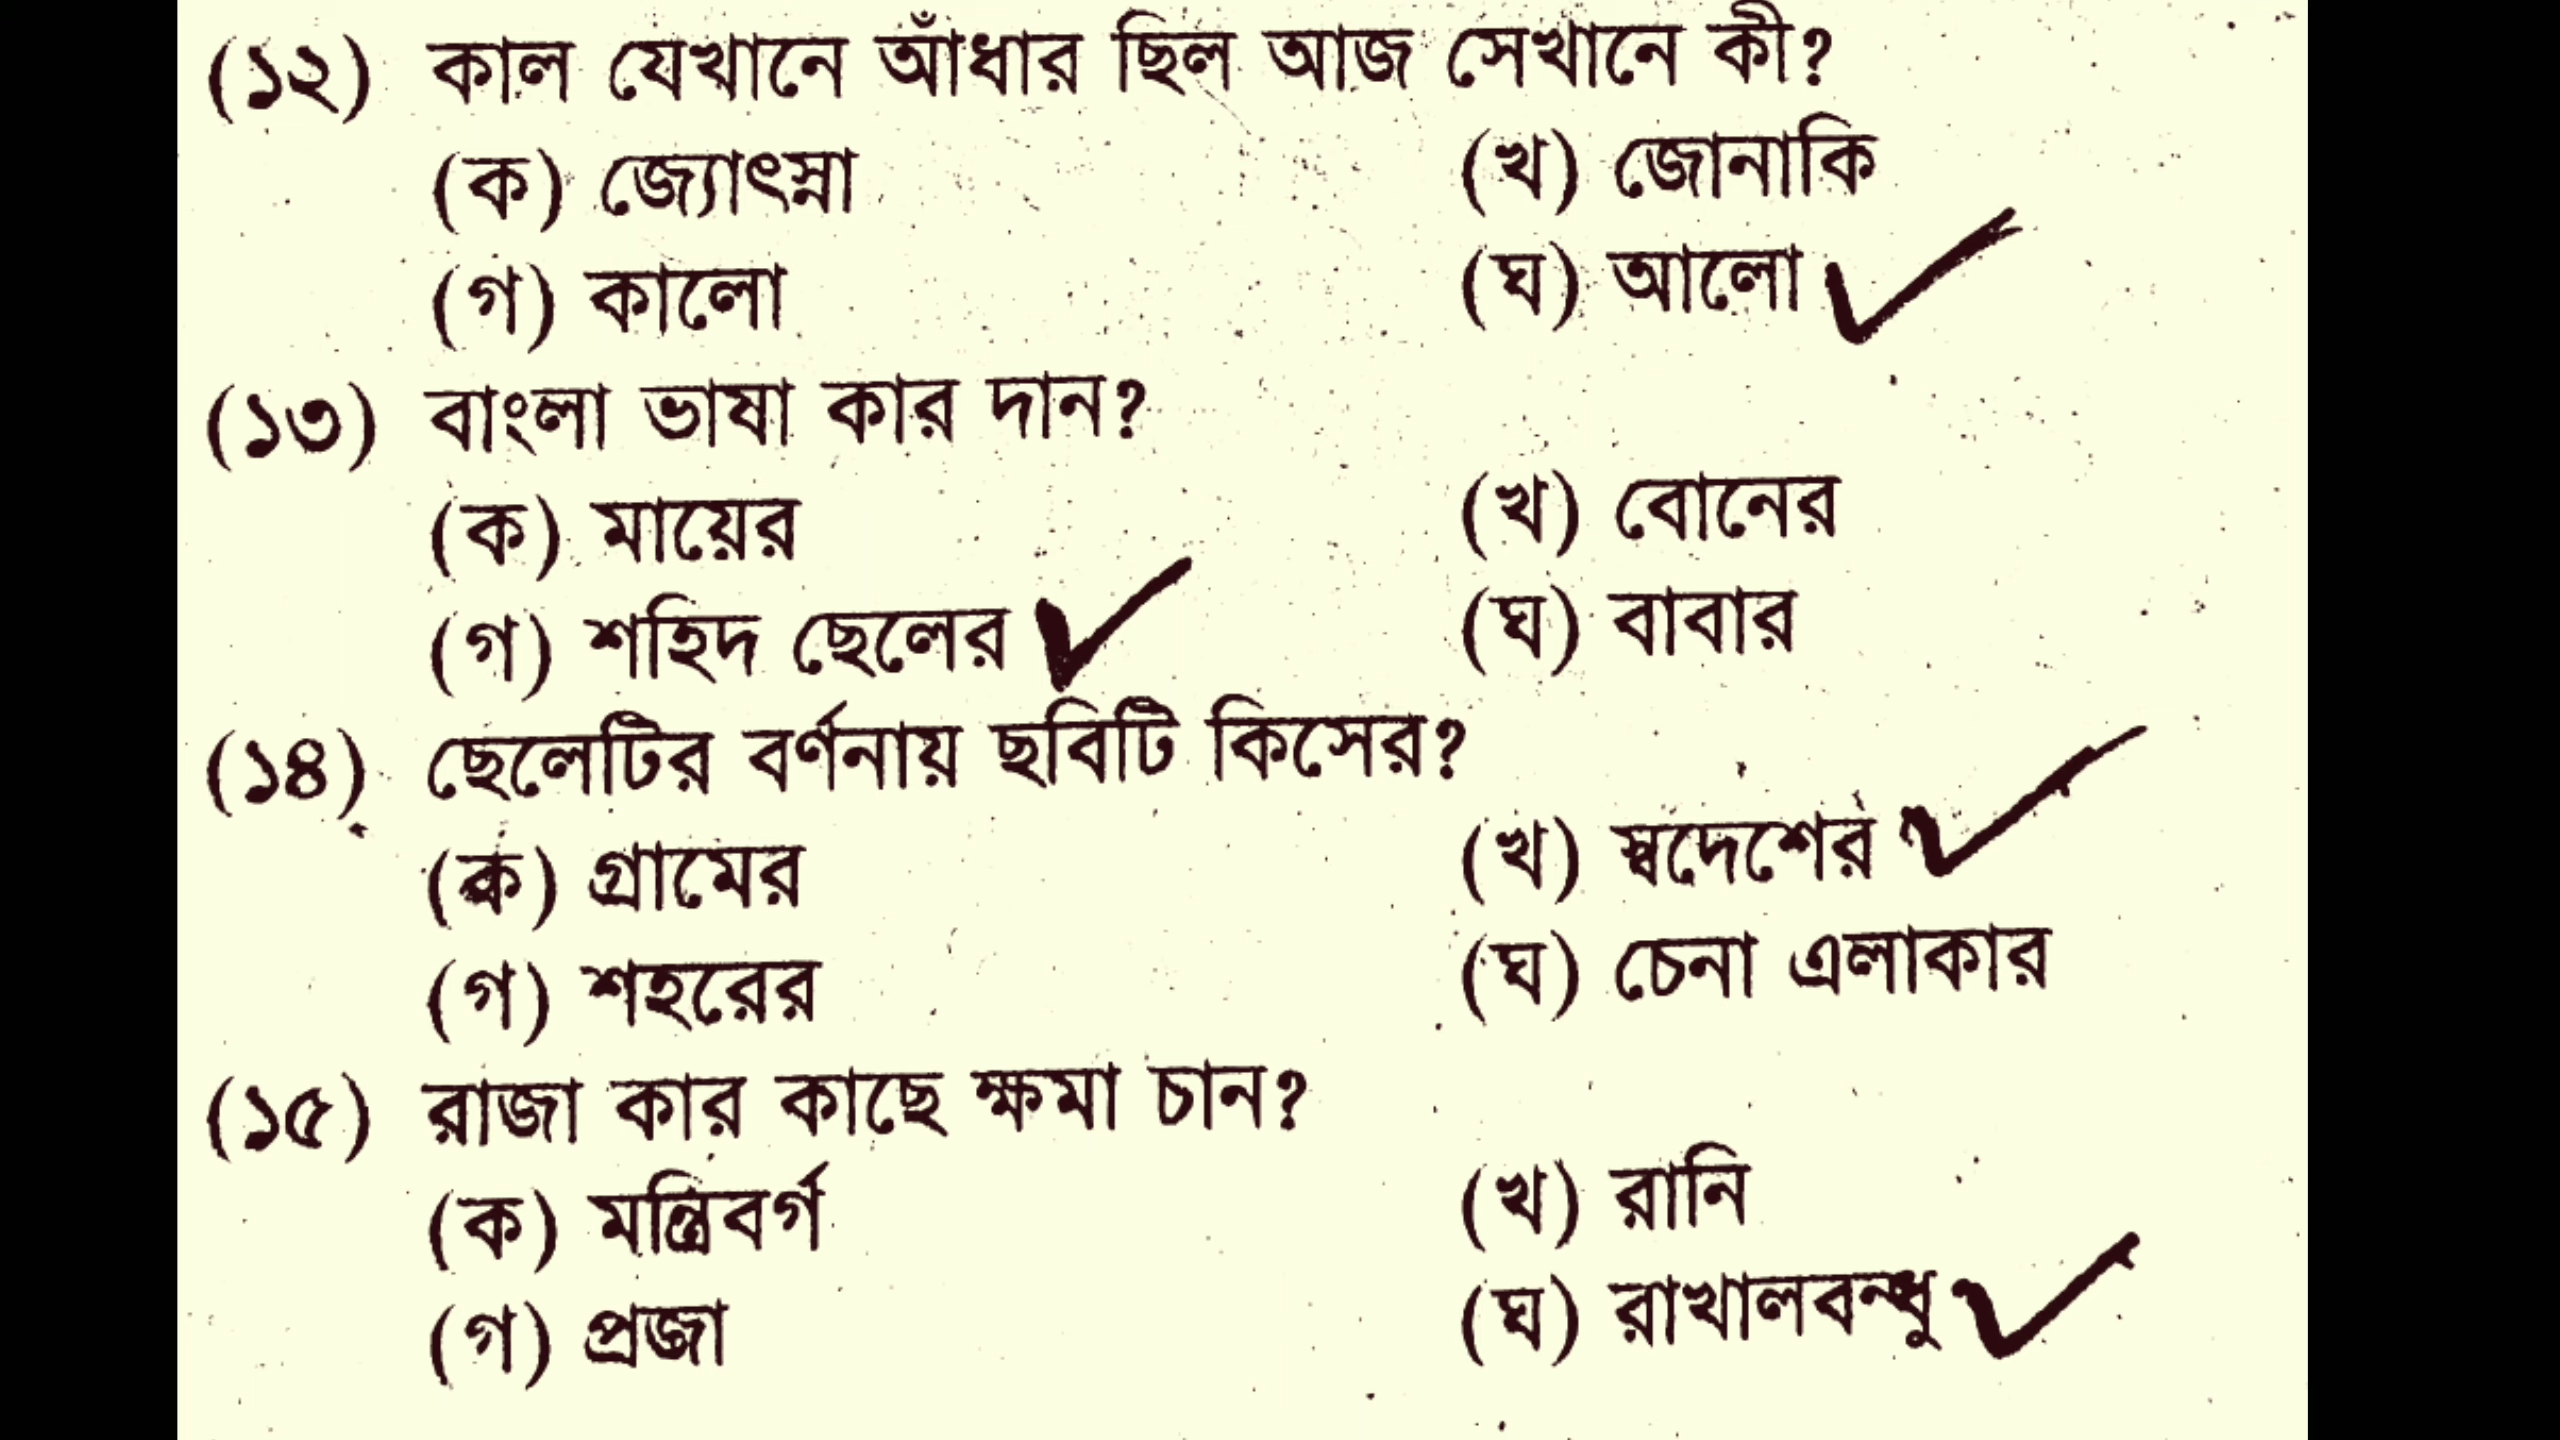 (১২) কাল যেখানে আঁধার ছিল আজ সেখানে কী?
(ক) জ্যোৎস্না (খ) জোনাকি
(গ) কালো (ঘ) আলো
(১৩) বাংলা ভাষা কার দান?
(ক) মায়ের (খ) বোনের
(গ) শহিদ ছেলের (ঘ) বাবার
(১৪) ছেলেটির বর্ণনায় ছবিটি কিসের?
(ক) গ্রামের (খ) স্বদেশের
(গ) শহরের (ঘ) চেনা এলাকার
(১৫) রাজা কার কাছে ক্ষমা চান?
(ক) মন্ত্রিবর্গ (খ) রানি
(গ) প্রজা (ঘ) রাখালবন্ধু